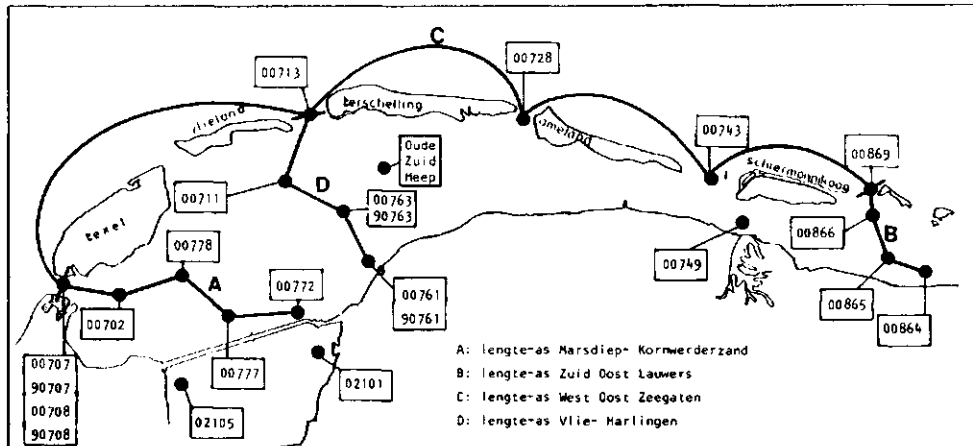 C
00728
00713
terschelling
vlieland
ameland
00743
00869
Oude
Zuid
Meep
schiermonnikoog
D
00711
00763
90763
texel
00778
00866
B
A
00772
00749
00761
90761
00702
00865
00864
00707
90707
00708
90708
00777
02101
02105
A: lengte-as Marsdiep- Kornwerderzand
B: lengte-as Zuid Oost Lauwers
C: lengte-as West Oost Zeegaten
D: lengte-as Vlie- Harlingen